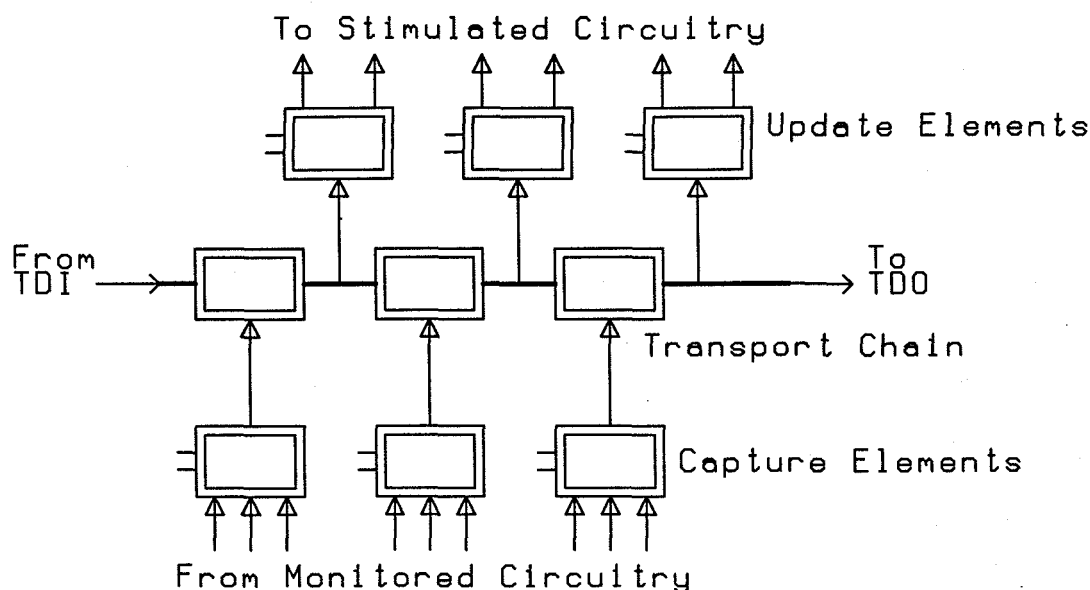 To Stimulated Circuitry
Update Elements
From
TDI
To
TDO
Transport Chain
Capture Elements
From Monitored Circuitry